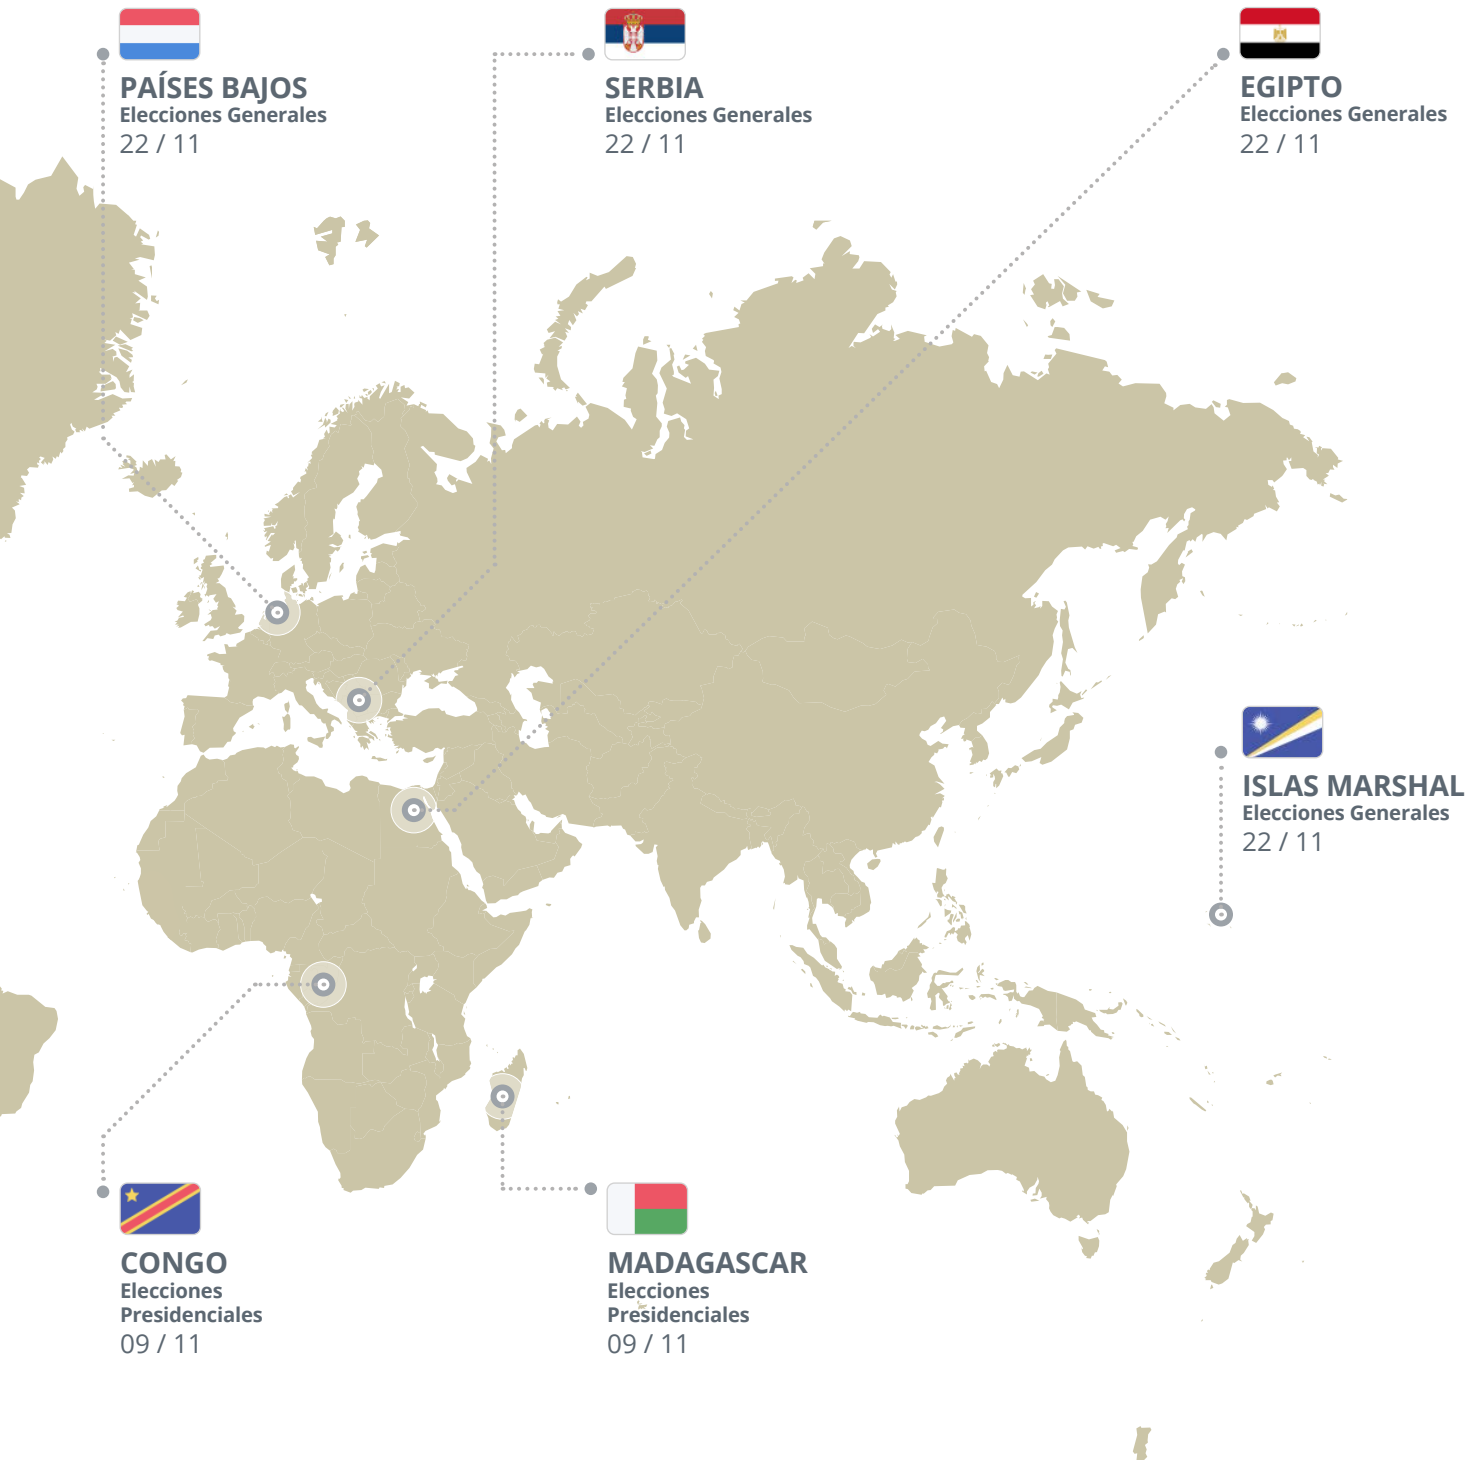 PAÍSES BAJOS
Elecciones Generales
22 / 11
SERBIA
Elecciones Generales
22 / 11
EGIPTO
Elecciones Generales
22 / 11
ISLAS MARSHAL
Elecciones Generales
22 / 11
CONGO
Elecciones
Presidenciales
09 / 11
MADAGASCAR
Elecciones
Presidenciales
09 / 11